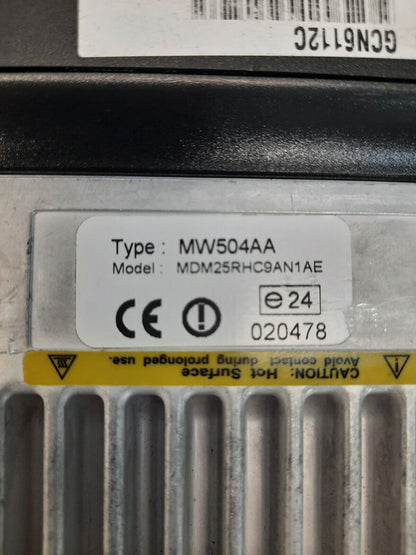 GCN6112C
Type : MW504AA
Model : MDM25RHC9AN1AE
CE
e24
020478
CAUTION: Hot Surface
Avoid contact during prolonged use.